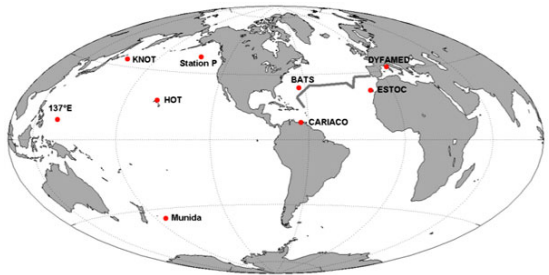 KNOT
Station P
DYFAMED
BATS
ESTOC
HOT
137°E
CARIACO
Munida